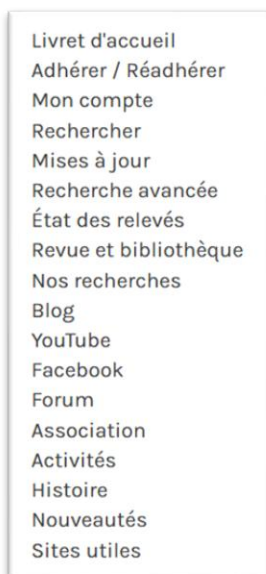 Livret d'accueil
Adhérer / Réadhérer
Mon compte
Rechercher
Mises à jour
Recherche avancée
État des relevés
Revue et bibliothèque
Nos recherches
Blog
YouTube
Facebook
Forum
Association
Activités
Histoire
Nouveautés
Sites utiles